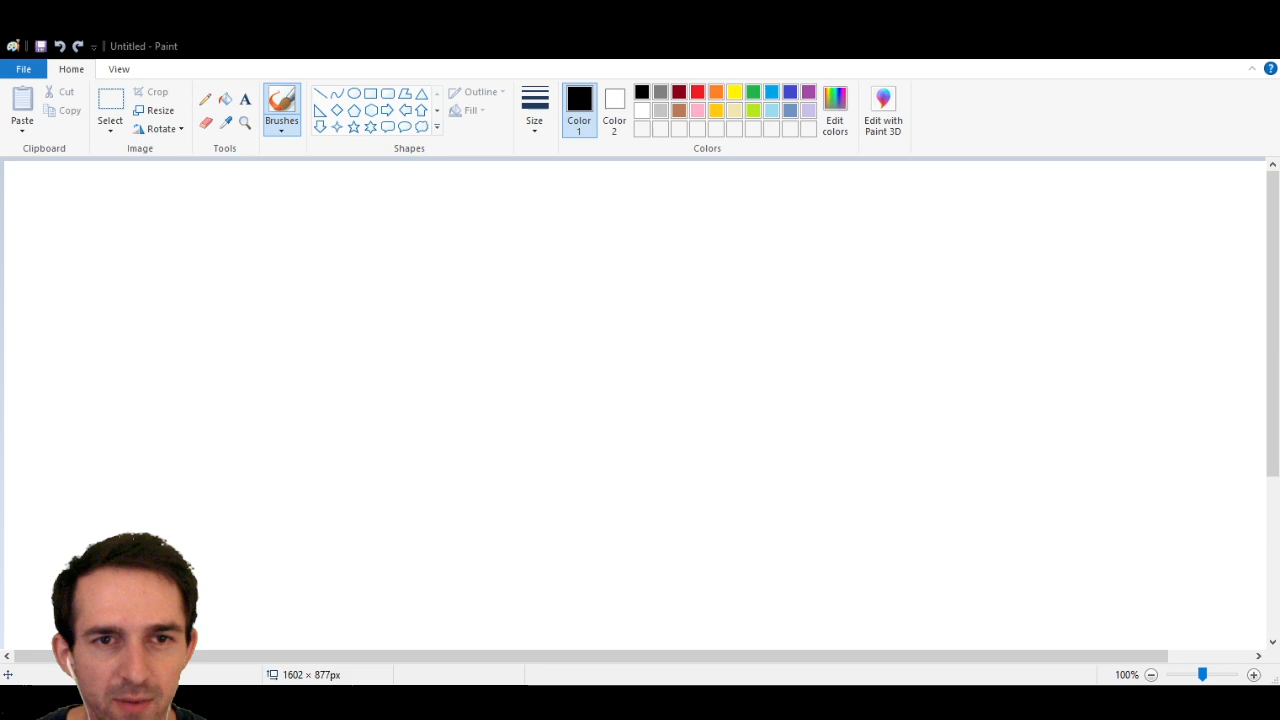 Untitled - Paint
File Home View
Paste
Clipboard
Cut
Copy
Select
Crop
Resize
Rotate
Image
A
Tools
Brushes
Shapes
Outline
Fill
Size
Color 1
Color 2
Colors
Edit colors
Edit with Paint 3D
?
1602 × 877px
100%